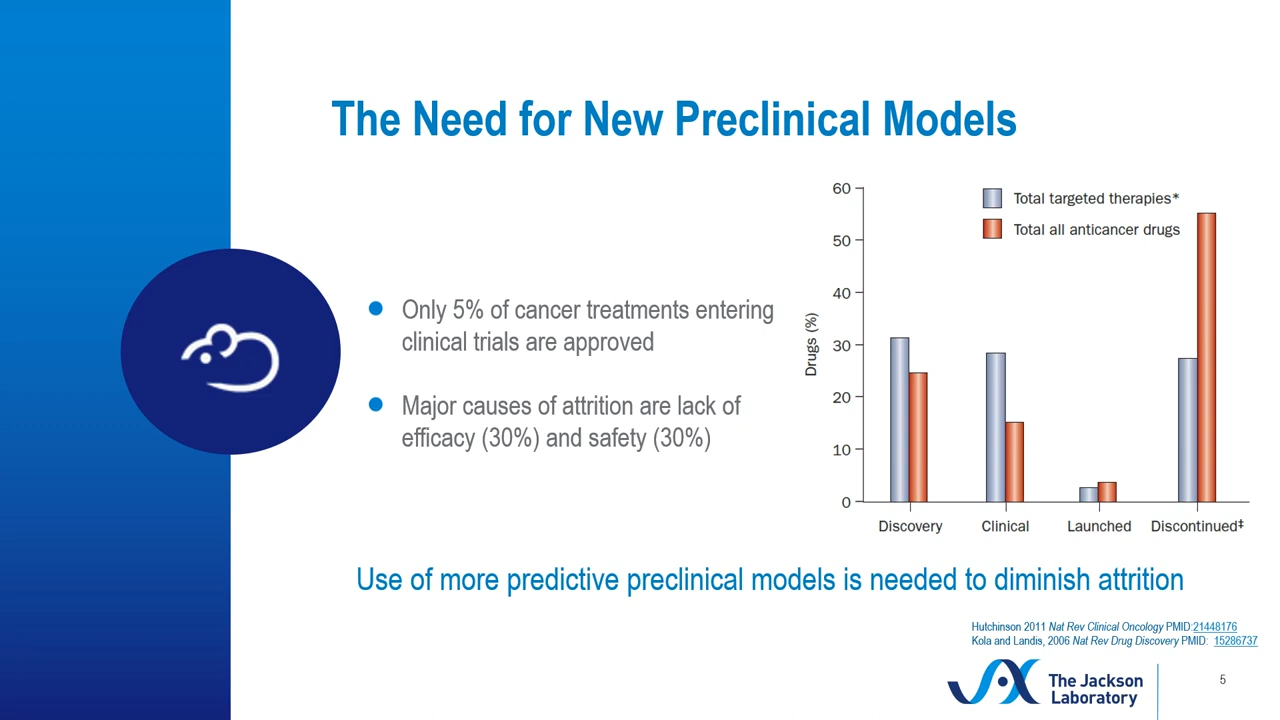 The Need for New Preclinical Models
Only 5% of cancer treatments entering
clinical trials are approved
Major causes of attrition are lack of
efficacy (30%) and safety (30%)
Drugs (%)
60
50
40
30
20
10
0
Total targeted therapies*
Total all anticancer drugs
Discovery
Clinical
Launched
Discontinued‡
Use of more predictive preclinical models is needed to diminish attrition
Hutchinson 2011 Nat Rev Clinical Oncology PMID:21448176
Kola and Landis, 2006 Nat Rev Drug Discovery PMID: 15286737
The Jackson
Laboratory
5